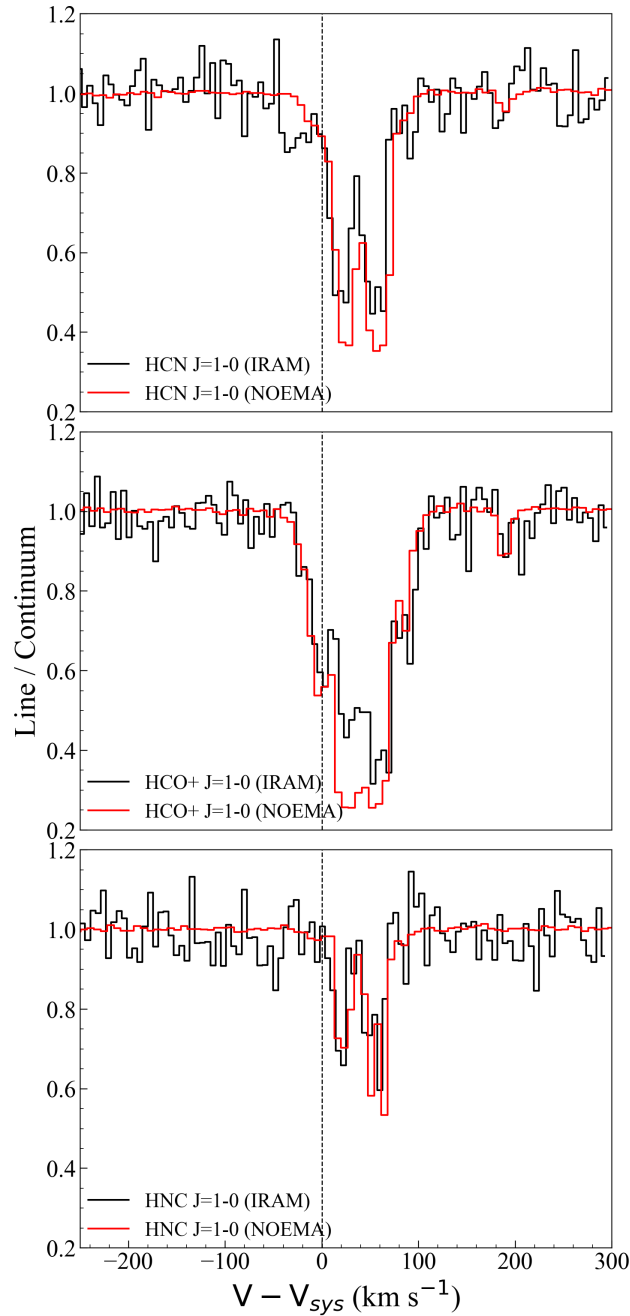 1.2
1.0
0.8
0.6
0.4
0.2
HCN J=1-0 (IRAM)
HCN J=1-0 (NOEMA)
1.2
1.0
0.8
0.6
0.4
0.2
HCO+ J=1-0 (IRAM)
HCO+ J=1-0 (NOEMA)
Line / Continuum
1.2
1.0
0.8
0.6
0.4
0.2
HNC J=1-0 (IRAM)
HNC J=1-0 (NOEMA)
−200 −100 0 100 200 300
V − Vsys (km s−1)